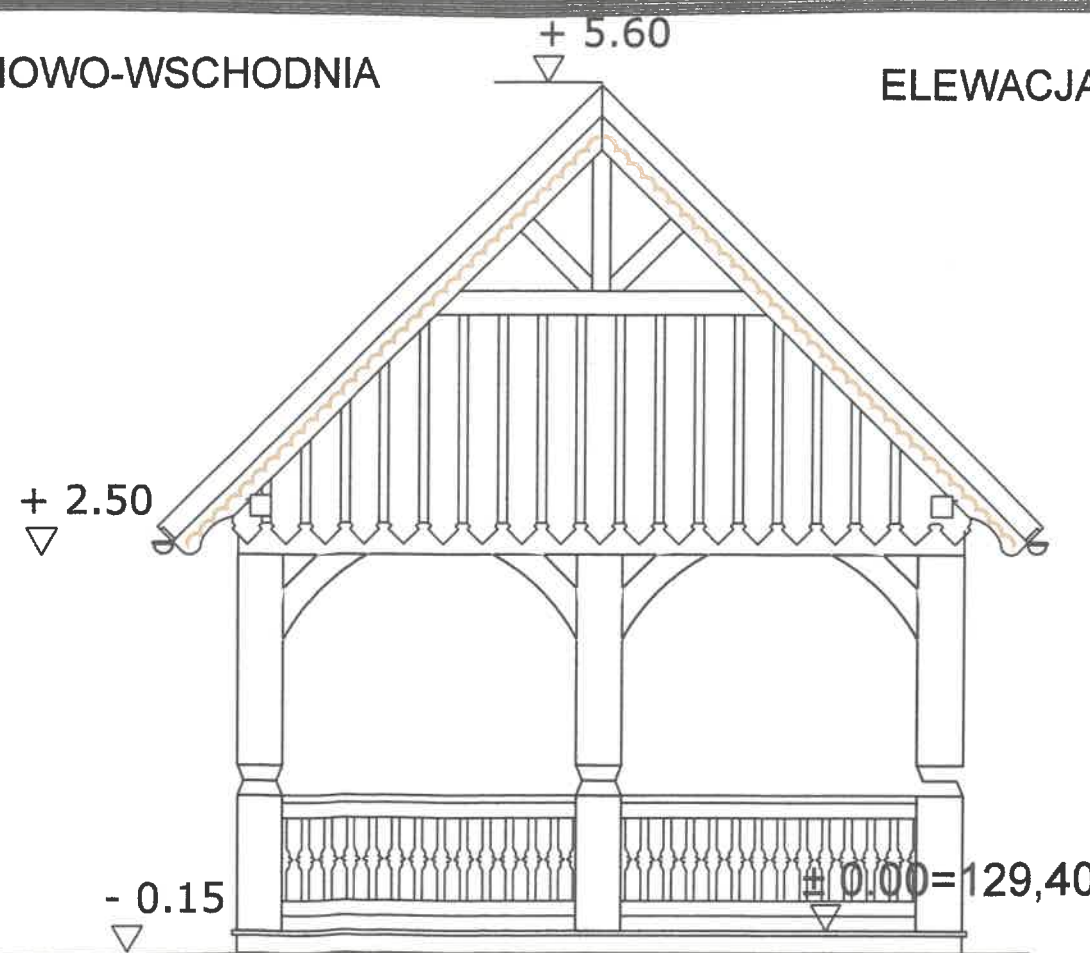 + 5.60
IOWO-WSCHODNIA
ELEWACJA
+ 2.50
- 0.15
± 0.00=129,40